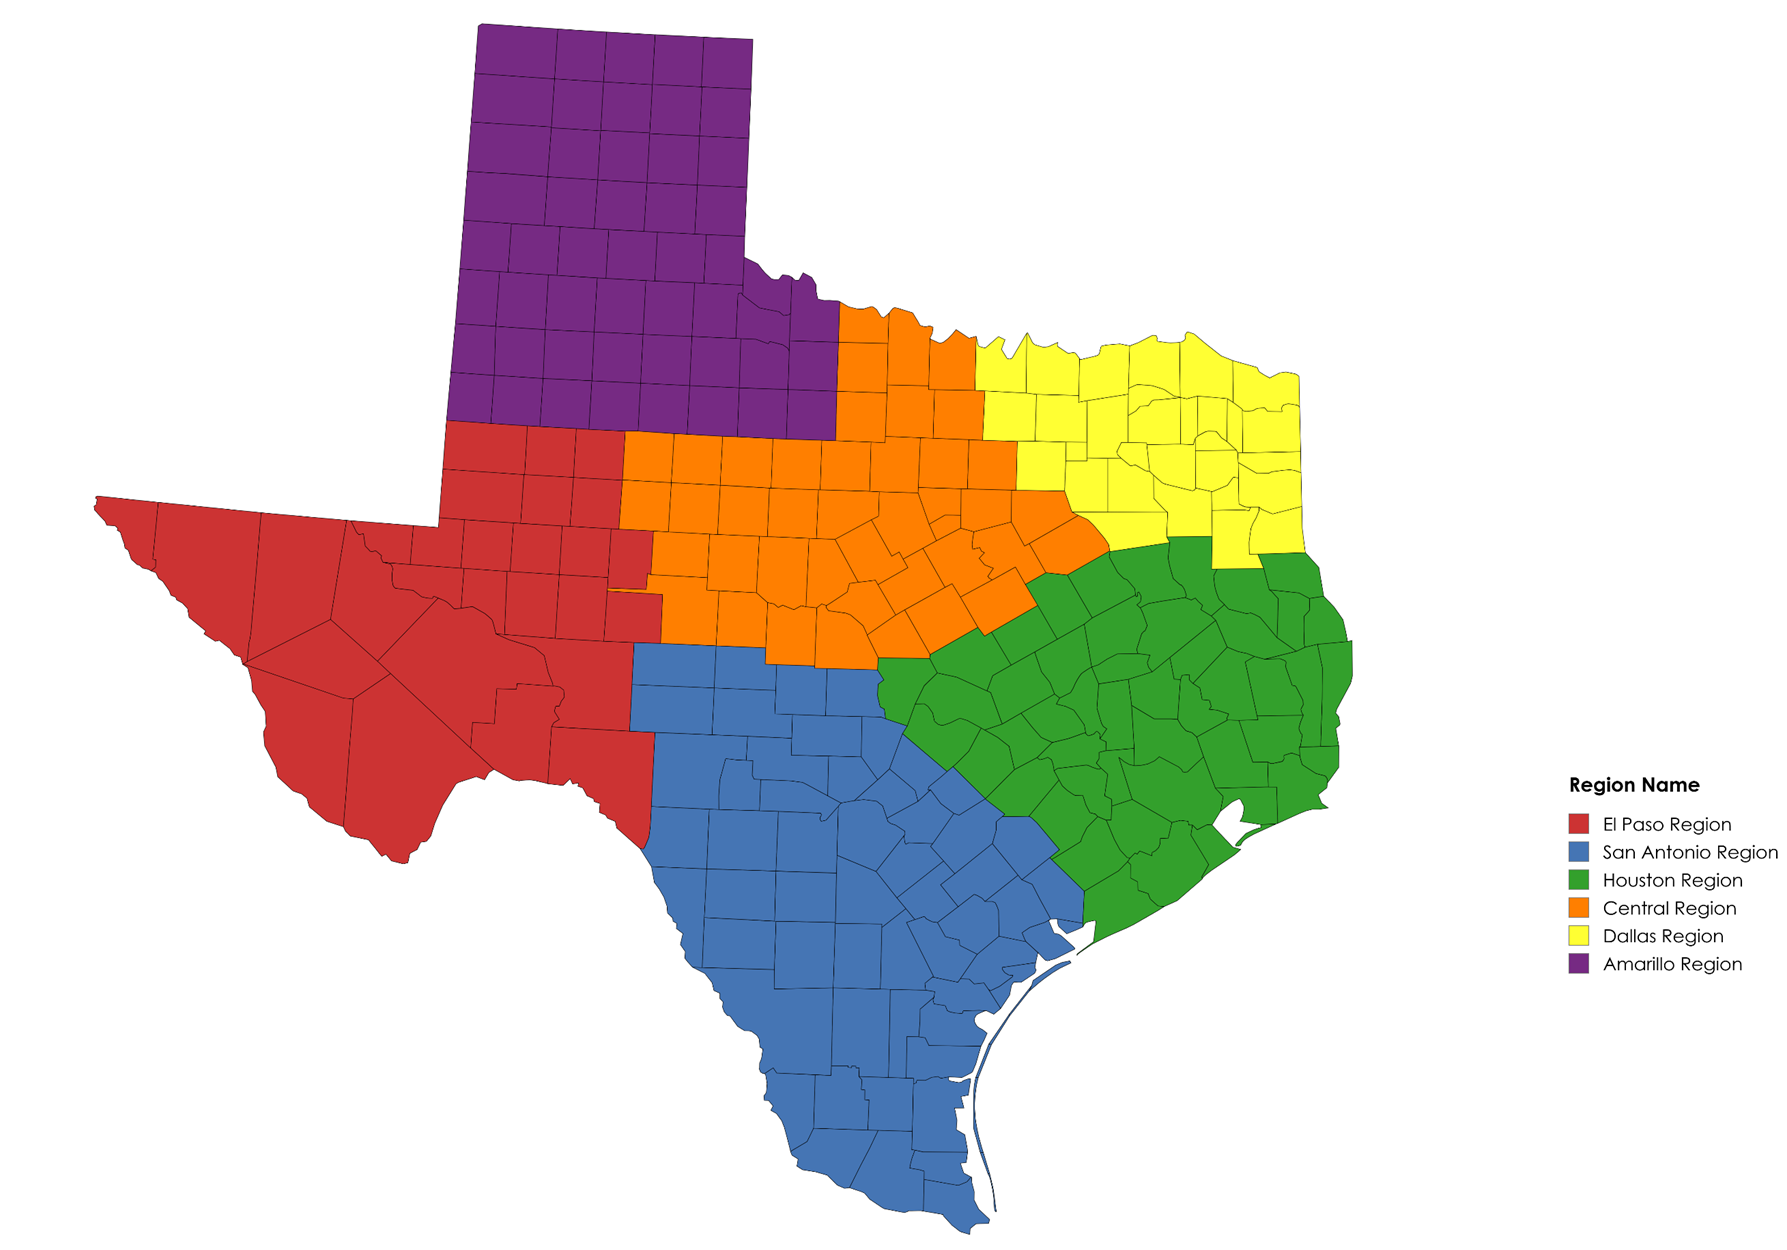 Region Name
El Paso Region
San Antonio Region
Houston Region
Central Region
Dallas Region
Amarillo Region